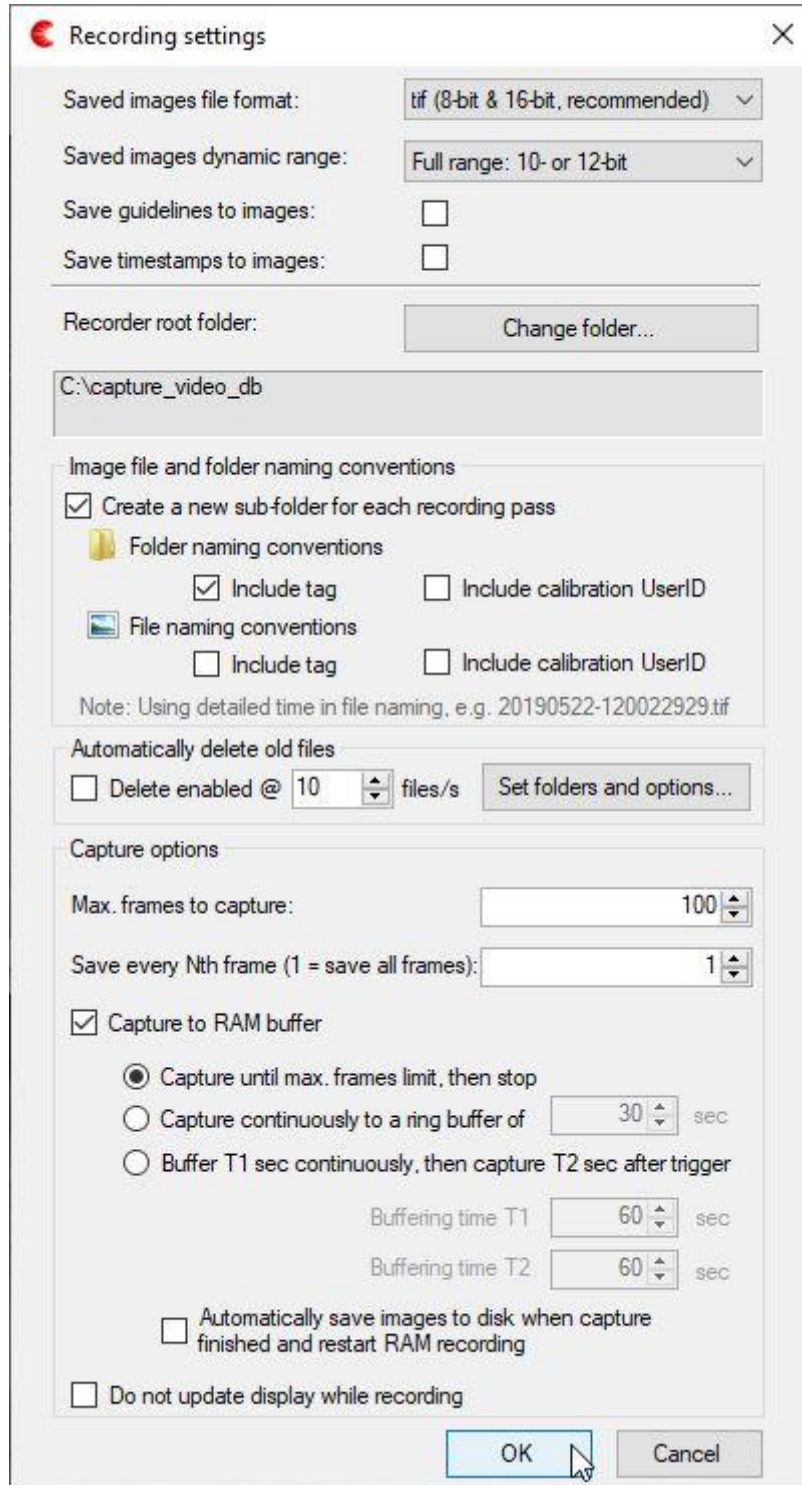 Recording settings
Saved images file format: tif (8-bit & 16-bit, recommended)
Saved images dynamic range: Full range: 10- or 12-bit
Save guidelines to images:
Save timestamps to images:
Recorder root folder: Change folder...
C:\capture_video_db
Image file and folder naming conventions
Create a new sub-folder for each recording pass
Folder naming conventions
Include tag Include calibration UserID
File naming conventions
Include tag Include calibration UserID
Note: Using detailed time in file naming, e.g. 20190522-120022929.tif
Automatically delete old files
Delete enabled @ 10 files/s Set folders and options...
Capture options
Max. frames to capture: 100
Save every Nth frame (1 = save all frames): 1
Capture to RAM buffer
Capture until max. frames limit, then stop
Capture continuously to a ring buffer of 30 sec
Buffer T1 sec continuously, then capture T2 sec after trigger
Buffering time T1 60 sec
Buffering time T2 60 sec
Automatically save images to disk when capture
finished and restart RAM recording
Do not update display while recording
OK Cancel